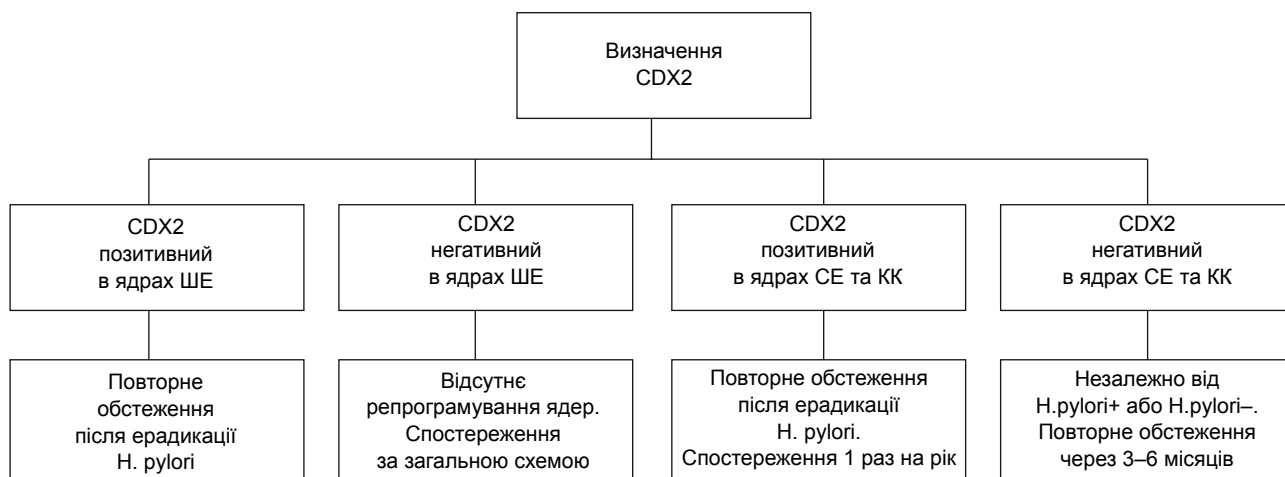 Визначення
CDX2
CDX2
позитивний
в ядрах ШЕ
CDX2
негативний
в ядрах ШЕ
CDX2
позитивний
в ядрах СЕ та КК
CDX2
негативний
в ядрах СЕ та КК
Повторне
обстеження
після ерадикації
H. pylori
Відсутнє
репрограмування ядер.
Спостереження
за загальною схемою
Повторне обстеження
після ерадикації
H. pylori.
Спостереження 1 раз на рік
Незалежно від
H.pylori+ або H.pylori–.
Повторне обстеження
через 3–6 місяців